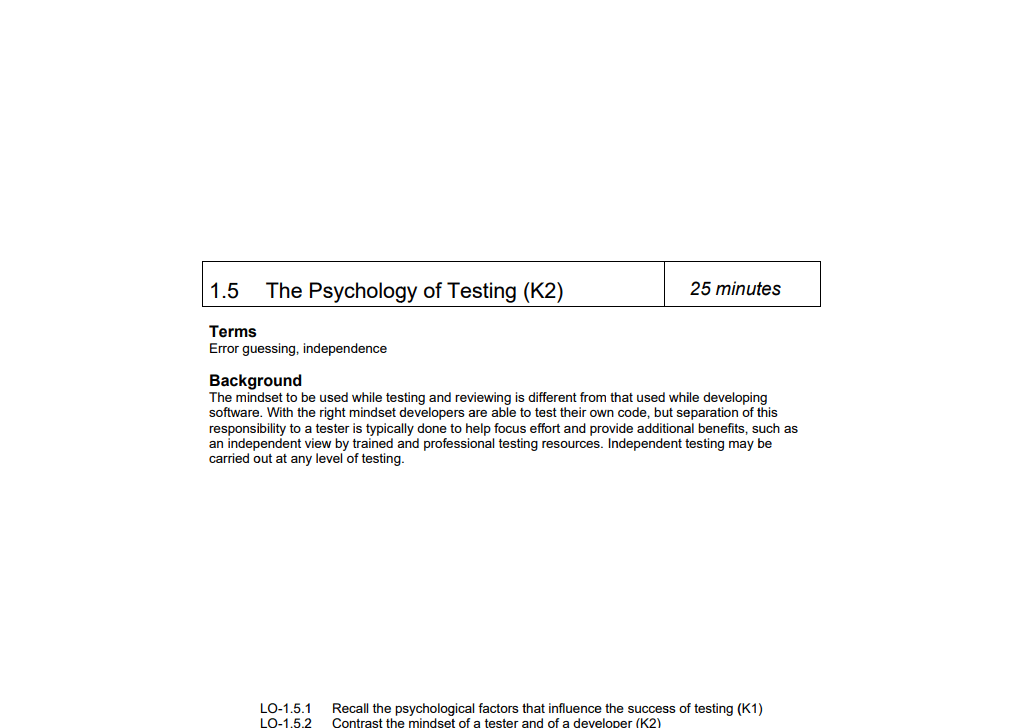 1.5 The Psychology of Testing (K2) 25 minutes
Terms
Error guessing, independence
Background
The mindset to be used while testing and reviewing is different from that used while developing
software. With the right mindset developers are able to test their own code, but separation of this
responsibility to a tester is typically done to help focus effort and provide additional benefits, such as
an independent view by trained and professional testing resources. Independent testing may be
carried out at any level of testing.
LO-1.5.1 Recall the psychological factors that influence the success of testing (K1)
LO-1.5.2 Contrast the mindset of a tester and of a developer (K2)